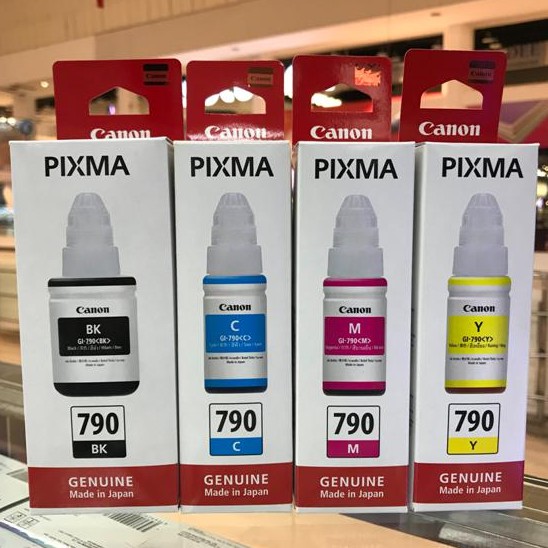 Canon
PIXMA
Canon
BK
GI-790<BK>
790
BK
GENUINE
Made in Japan
Canon
PIXMA
Canon
C
GI-790<C>
790
C
GENUINE
Made in Japan
Canon
PIXMA
Canon
M
GI-790<M>
790
M
GENUINE
Made in Japan
Canon
PIXMA
Canon
Y
GI-790<Y>
790
Y
GENUINE
Made in Japan